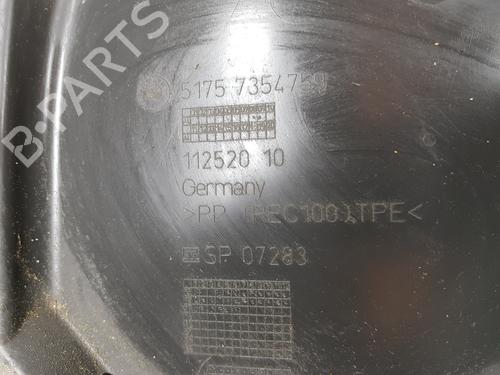 B-PARTS
5175 7354759
112520 10
Germany
>PP (REC100)TPE<
SP 07283